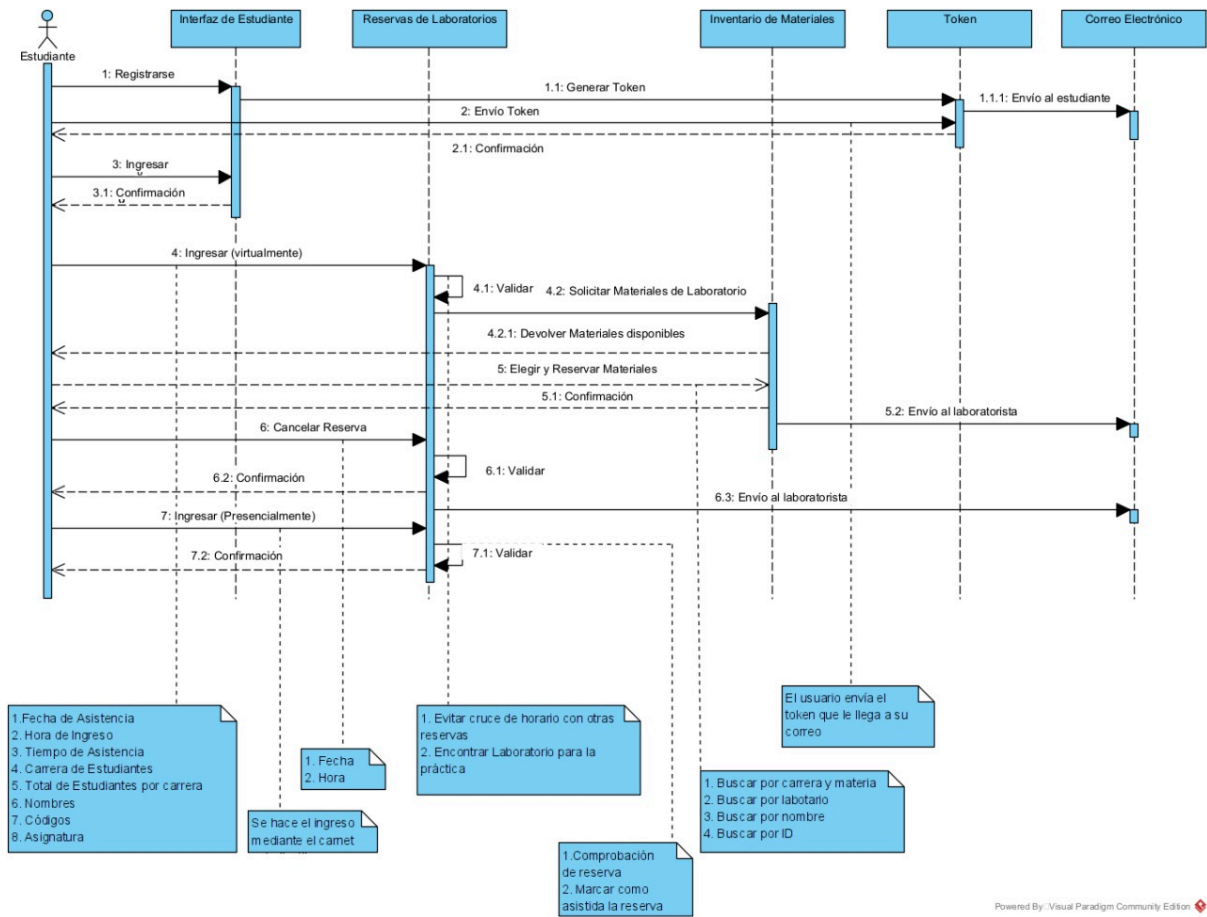 Interfaz de Estudiante
Reservas de Laboratorios
Inventario de Materiales
Token
Correo Electrónico
Estudiante
1: Registrarse
1.1: Generar Token
1.1.1: Envío al estudiante
2: Envío Token
2.1: Confirmación
3: Ingresar
3.1: Confirmación
4: Ingresar (virtualmente)
4.1: Validar
4.2: Solicitar Materiales de Laboratorio
4.2.1: Devolver Materiales disponibles
5: Elegir y Reservar Materiales
5.1: Confirmación
5.2: Envío al laboratorista
6: Cancelar Reserva
6.1: Validar
6.2: Confirmación
6.3: Envío al laboratorista
7: Ingresar (Presencialmente)
7.1: Validar
7.2: Confirmación
1.Fecha de Asistencia
2. Hora de Ingreso
3. Tiempo de Asistencia
4. Carrera de Estudiantes
5. Total de Estudiantes por carrera
6. Nombres
7. Códigos
8. Asignatura
Se hace el ingreso
mediante el carnet
1. Fecha
2. Hora
1. Evitar cruce de horario con otras
reservas
2. Encontrar Laboratorio para la
práctica
1.Comprobación
de reserva
2. Marcar como
asistida la reserva
El usuario envía el
token que le llega a su
correo
1. Buscar por carrera y materia
2. Buscar por labotario
3. Buscar por nombre
4. Buscar por ID
Powered By Visual Paradigm Community Edition